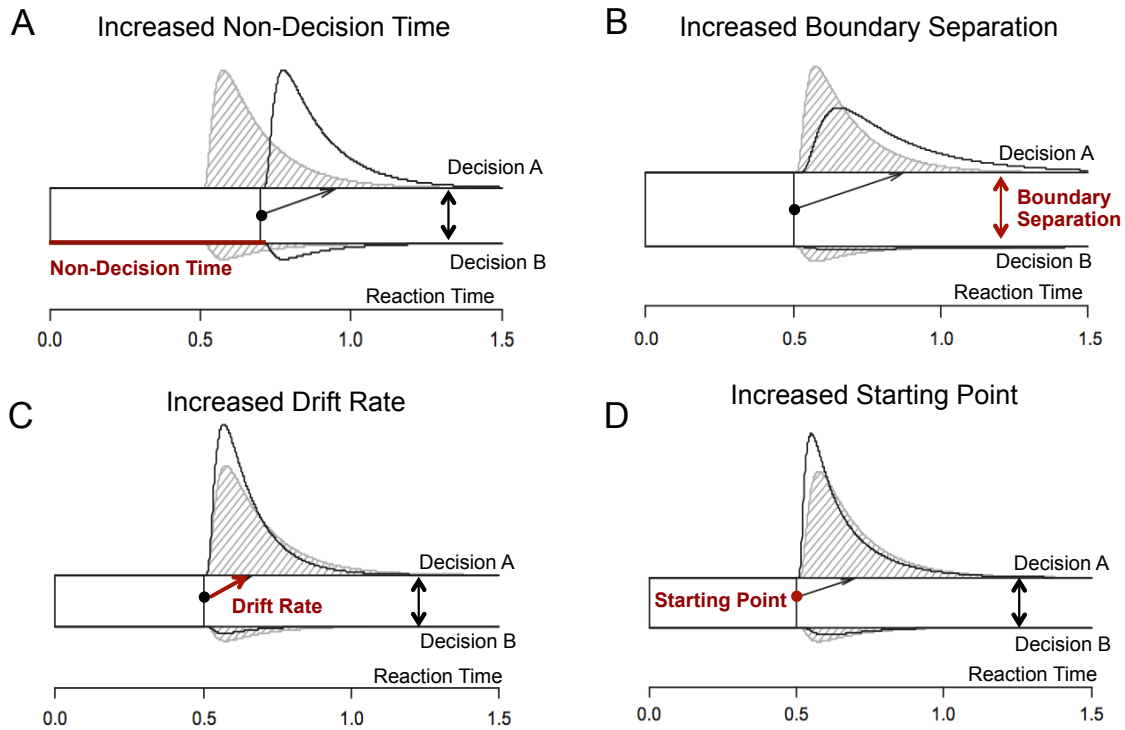 A
Increased Non-Decision Time
Decision A
Non-Decision Time
Decision B
Reaction Time
0.0 0.5 1.0 1.5
B
Increased Boundary Separation
Decision A
Boundary
Separation
Decision B
Reaction Time
0.0 0.5 1.0 1.5
C
Increased Drift Rate
Decision A
Drift Rate
Decision B
Reaction Time
0.0 0.5 1.0 1.5
D
Increased Starting Point
Decision A
Starting Point
Decision B
Reaction Time
0.0 0.5 1.0 1.5